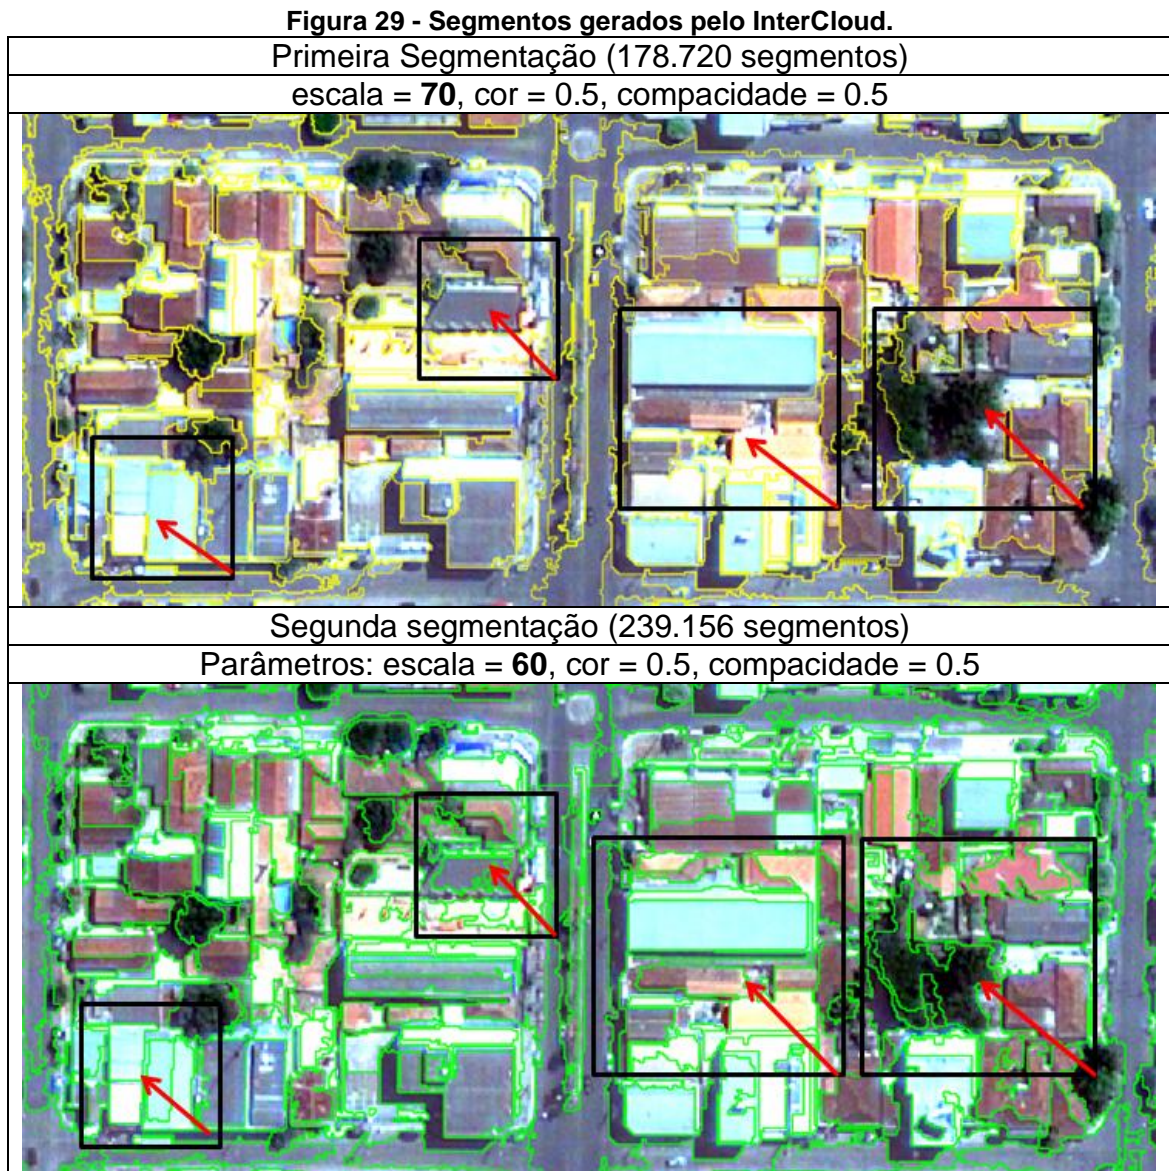 Figura 29 - Segmentos gerados pelo InterCloud.
Primeira Segmentação (178.720 segmentos)
escala = 70, cor = 0.5, compacidade = 0.5
Segunda segmentação (239.156 segmentos)
Parâmetros: escala = 60, cor = 0.5, compacidade = 0.5